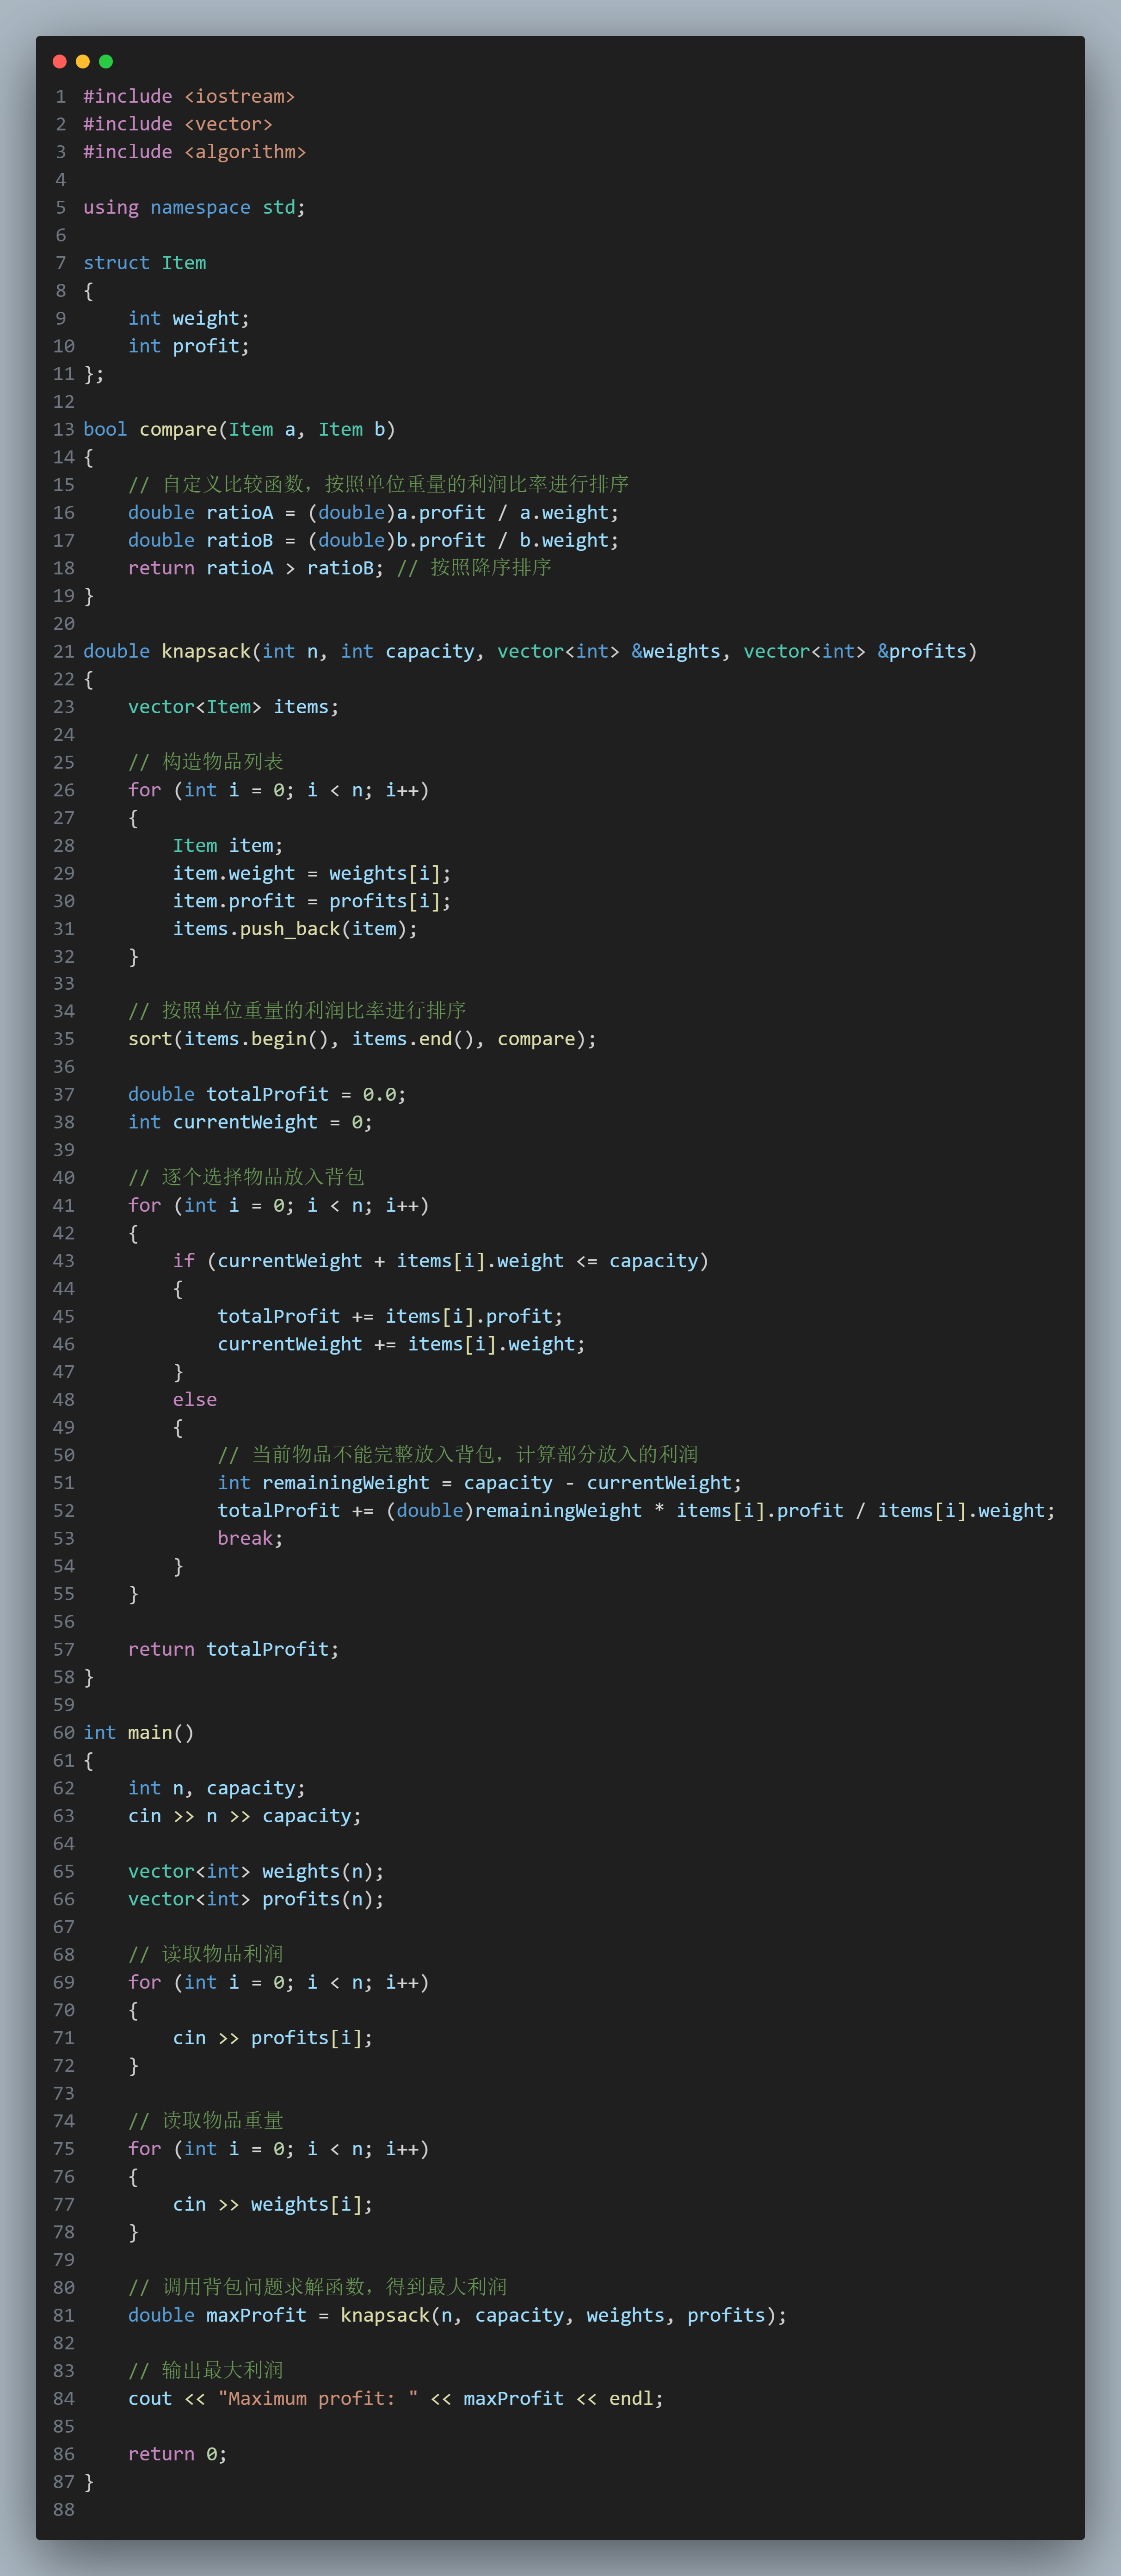 1 #include <iostream>
2 #include <vector>
3 #include <algorithm>
4
5 using namespace std;
6
7 struct Item
8 {
9     int weight;
10     int profit;
11 };
12
13 bool compare(Item a, Item b)
14 {
15     // 自定义比较函数，按照单位重量的利润比率进行排序
16     double ratioA = (double)a.profit / a.weight;
17     double ratioB = (double)b.profit / b.weight;
18     return ratioA > ratioB; // 按照降序排序
19 }
20
21 double knapsack(int n, int capacity, vector<int> &weights, vector<int> &profits)
22 {
23     vector<Item> items;
24
25     // 构造物品列表
26     for (int i = 0; i < n; i++)
27     {
28         Item item;
29         item.weight = weights[i];
30         item.profit = profits[i];
31         items.push_back(item);
32     }
33
34     // 按照单位重量的利润比率进行排序
35     sort(items.begin(), items.end(), compare);
36
37     double totalProfit = 0.0;
38     int currentWeight = 0;
39
40     // 逐个选择物品放入背包
41     for (int i = 0; i < n; i++)
42     {
43         if (currentWeight + items[i].weight <= capacity)
44         {
45             totalProfit += items[i].profit;
46             currentWeight += items[i].weight;
47         }
48         else
49         {
50             // 当前物品不能完整放入背包，计算部分放入的利润
51             int remainingWeight = capacity - currentWeight;
52             totalProfit += (double)remainingWeight * items[i].profit / items[i].weight;
53             break;
54         }
55     }
56
57     return totalProfit;
58 }
59
60 int main()
61 {
62     int n, capacity;
63     cin >> n >> capacity;
64
65     vector<int> weights(n);
66     vector<int> profits(n);
67
68     // 读取物品利润
69     for (int i = 0; i < n; i++)
70     {
71         cin >> profits[i];
72     }
73
74     // 读取物品重量
75     for (int i = 0; i < n; i++)
76     {
77         cin >> weights[i];
78     }
79
80     // 调用背包问题求解函数，得到最大利润
81     double maxProfit = knapsack(n, capacity, weights, profits);
82
83     // 输出最大利润
84     cout << "Maximum profit: " << maxProfit << endl;
85
86     return 0;
87 }
88